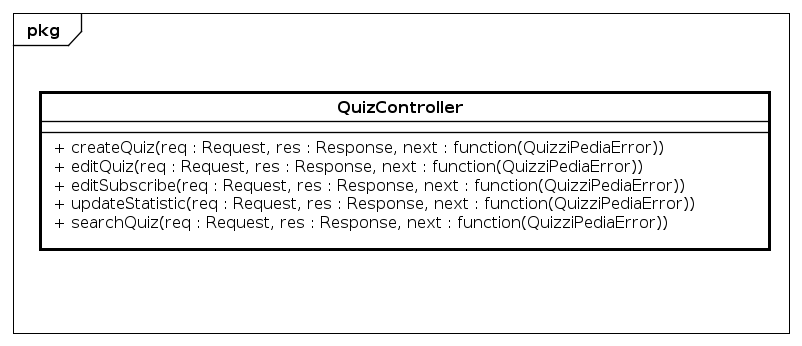 pkg
QuizController
+ createQuiz(req : Request, res : Response, next : function(QuizziPediaError))
+ editQuiz(req : Request, res : Response, next : function(QuizziPediaError))
+ editSubscribe(req : Request, res : Response, next : function(QuizziPediaError))
+ updateStatistic(req : Request, res : Response, next : function(QuizziPediaError))
+ searchQuiz(req : Request, res : Response, next : function(QuizziPediaError))